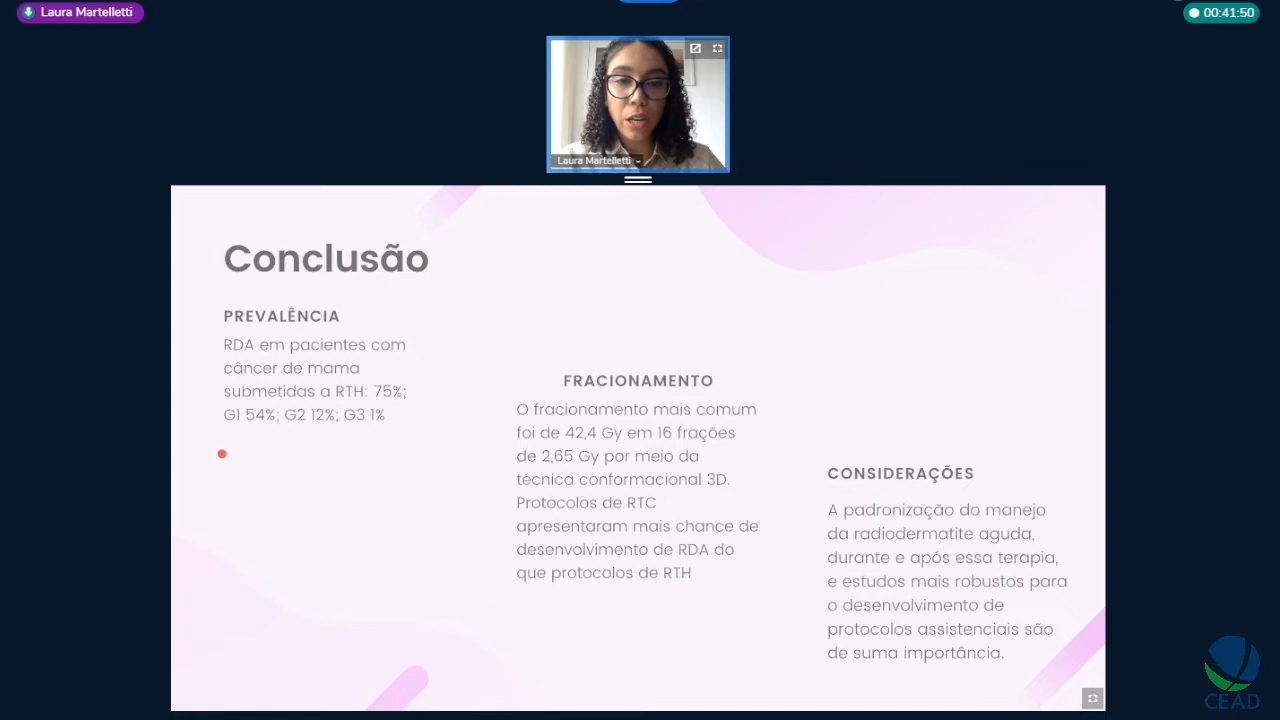 Laura Martelletti
00:41:50
Laura Martelletti
Conclusão
PREVALÊNCIA
RDA em pacientes com
câncer de mama
submetidas a RTH: 75%;
G1 54%; G2 12%; G3 1%
FRACIONAMENTO
O fracionamento mais comum
foi de 42,4 Gy em 16 frações
de 2,65 Gy por meio da
técnica conformacional 3D.
Protocolos de RTC
apresentaram mais chance de
desenvolvimento de RDA do
que protocolos de RTH
CONSIDERAÇÕES
A padronização do manejo
da radiodermatite aguda,
durante e após essa terapia,
e estudos mais robustos para
o desenvolvimento de
protocolos assistenciais são
de suma importância.
CEAD